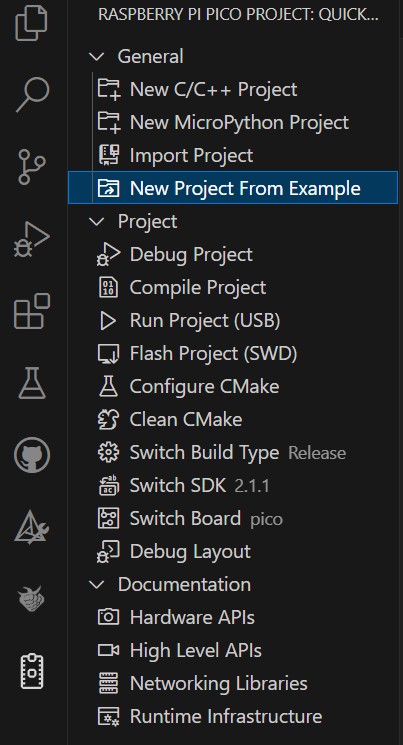 RASPBERRY PI PICO PROJECT: QUICK...
General
New C/C++ Project
New MicroPython Project
Import Project
New Project From Example
Project
Debug Project
Compile Project
Run Project (USB)
Flash Project (SWD)
Configure CMake
Clean CMake
Switch Build Type Release
Switch SDK 2.1.1
Switch Board pico
Debug Layout
Documentation
Hardware APIs
High Level APIs
Networking Libraries
Runtime Infrastructure